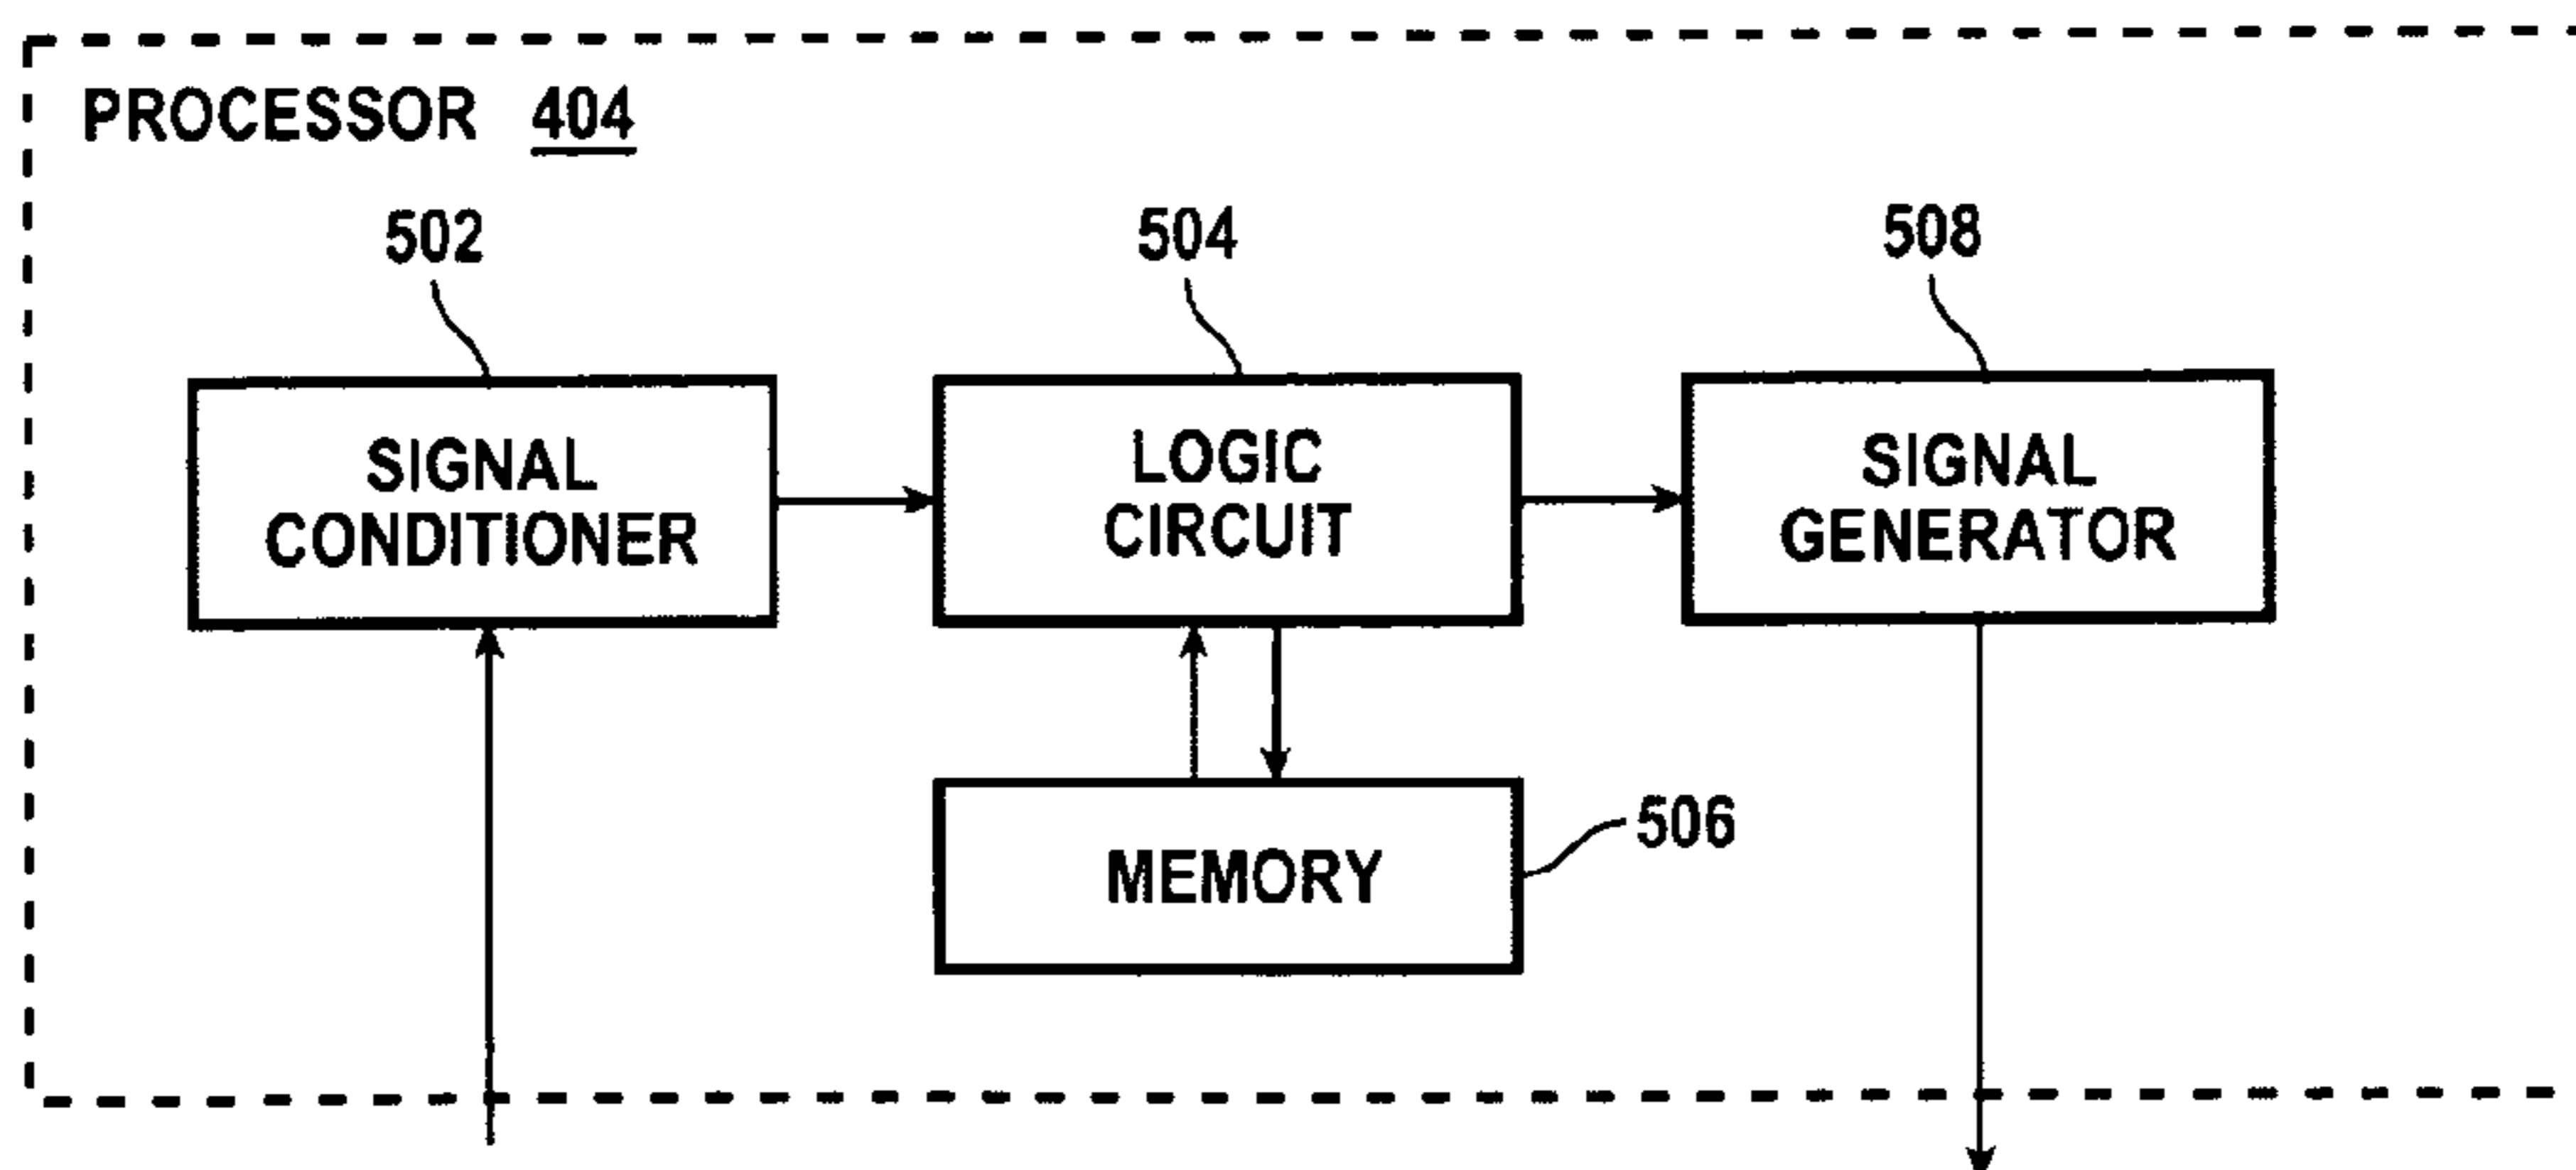 PROCESSOR 404
502
504
508
SIGNAL
CONDITIONER
LOGIC
CIRCUIT
SIGNAL
GENERATOR
MEMORY
506